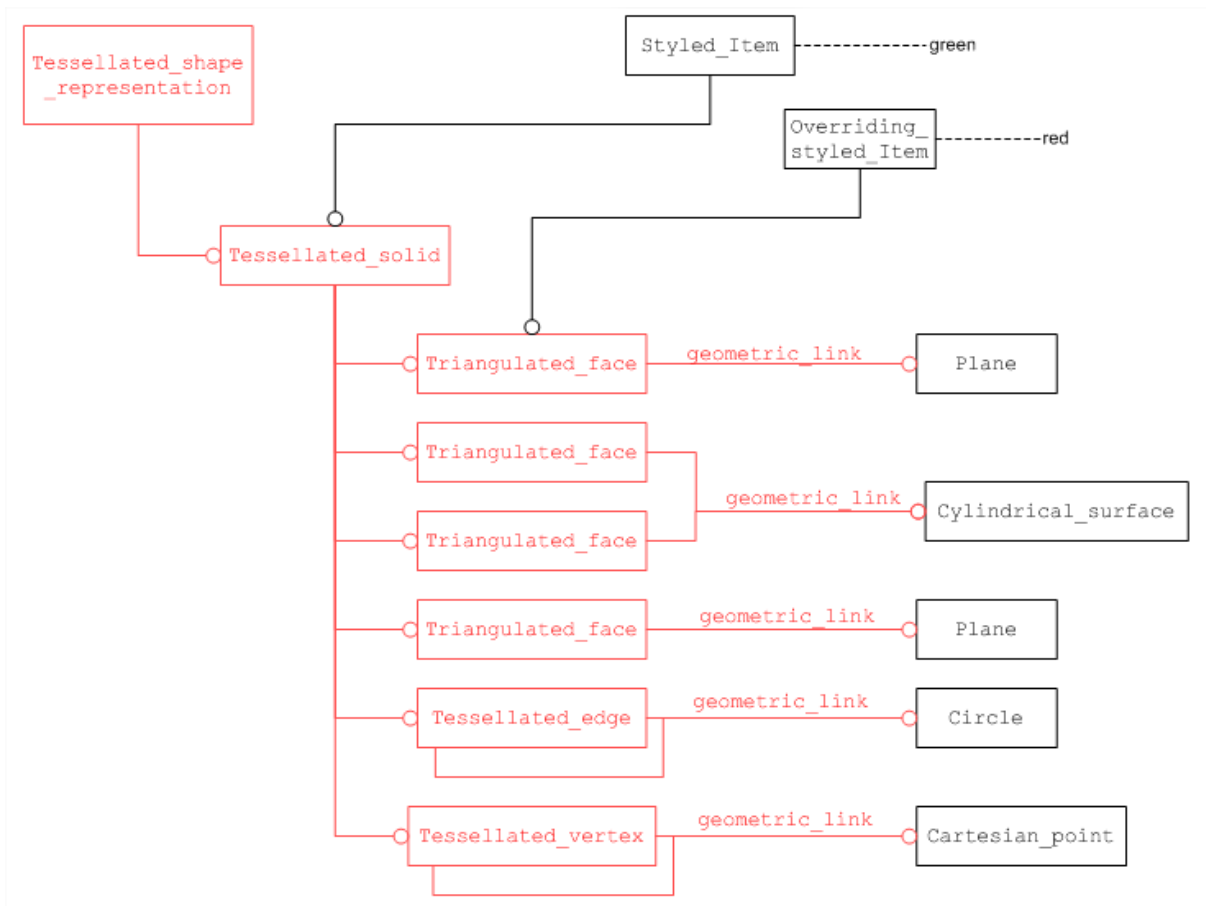 Tessellated_shape
_representation
Styled_Item
green
Overriding_
styled_Item
red
Tessellated_solid
Triangulated_face
geometric_link
Plane
Triangulated_face
geometric_link
Cylindrical_surface
Triangulated_face
Triangulated_face
geometric_link
Plane
Tessellated_edge
geometric_link
Circle
Tessellated_vertex
geometric_link
Cartesian_point